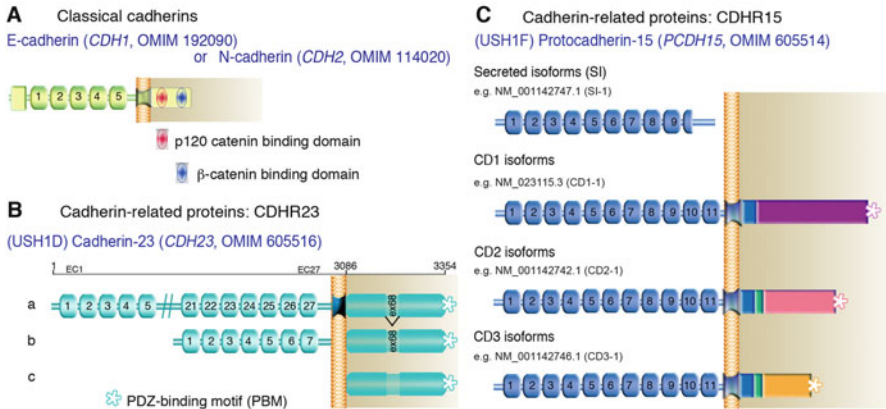 A Classical cadherins
E-cadherin (CDH1, OMIM 192090)
or N-cadherin (CDH2, OMIM 114020)
1 2 3 4 5
p120 catenin binding domain
β-catenin binding domain
B Cadherin-related proteins: CDHR23
(USH1D) Cadherin-23 (CDH23, OMIM 605516)
1 3086 3354
EC1 EC27
a 1 2 3 4 5 21 22 23 24 25 26 27 ex68
b 1 2 3 4 5 6 7 ex68
c
PDZ-binding motif (PBM)
C Cadherin-related proteins: CDHR15
(USH1F) Protocadherin-15 (PCDH15, OMIM 605514)
Secreted isoforms (SI)
e.g. NM_001142747.1 (SI-1)
1 2 3 4 5 6 7 8 9
CD1 isoforms
e.g. NM_023115.3 (CD1-1)
1 2 3 4 5 6 7 8 9 10 11
CD2 isoforms
e.g. NM_001142742.1 (CD2-1)
1 2 3 4 5 6 7 8 9 10 11
CD3 isoforms
e.g. NM_001142746.1 (CD3-1)
1 2 3 4 5 6 7 8 9 10 11